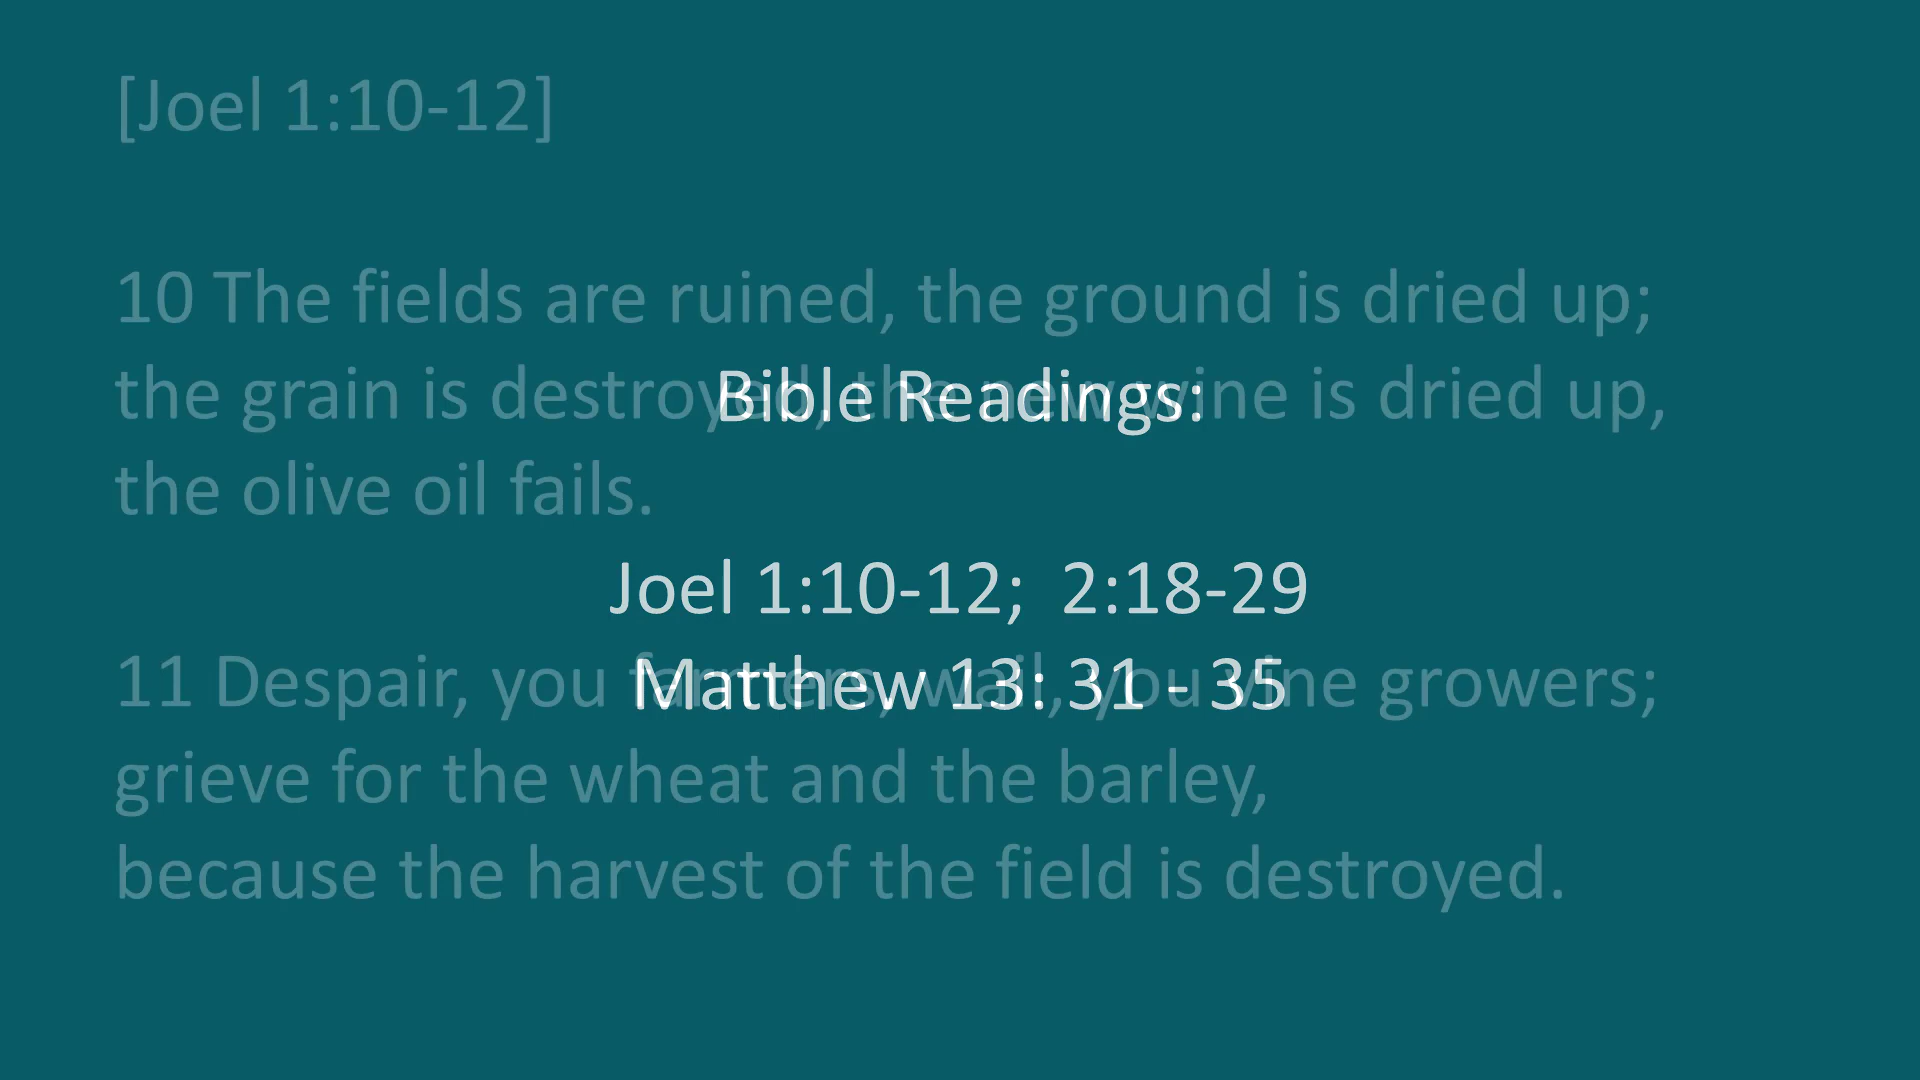 [Joel 1:10-12]
10 The fields are ruined, the ground is dried up;
the grain is destroyed, the new wine is dried up,
the olive oil fails.
11 Despair, you farmers, wail, you vine growers;
grieve for the wheat and the barley,
because the harvest of the field is destroyed.
Bible Readings:
Joel 1:10-12; 2:18-29
Matthew 13: 31 - 35